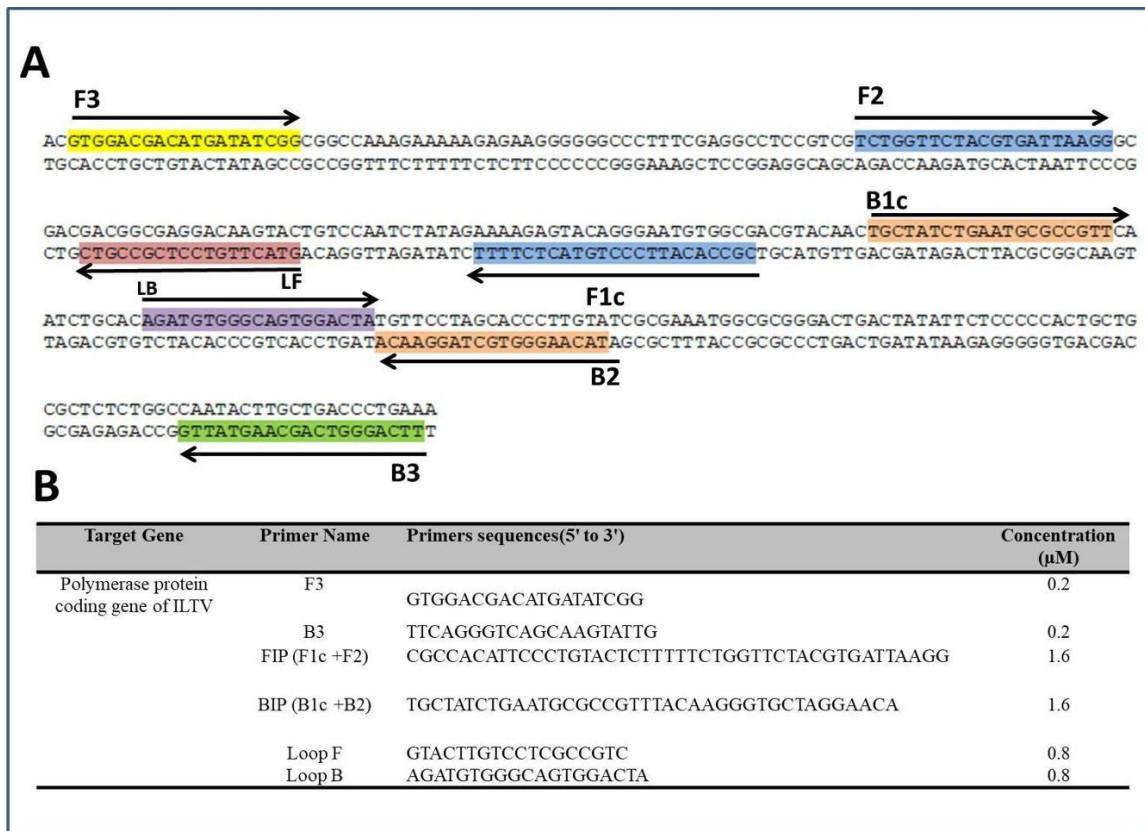 A
F3
F2
ACGTGGACGACATGATATCGGCGGCCAAAGAAAAAGAGAAGGGGGGCCCTTTCGAGGCCTCCGTCGTCTGGTTCTACGTGATTAAGGGC
TGCACCTGCTGTACTATAGCCGCCGGTTTCTTTTTCTCTTCCCCCCGGGAAAGCTCCGGAGGCAGCAGACCAAGATGCACTAATTCCCG
B1c
GACGACGGCGAGGACAAGTACTGTCCAATCTATAGAAAAGAGTACAGGGAATGTGGCGACGTACAACTGCTATCTGAATGCGCCGTTCA
CTGCTGCCGCTCCTGTTCATGACAGGTTAGATATCTTTTCTCATGTCCCTTACACCGCTGCATGTTGACGATAGACTTACGCGGCAAGT
LB
LF
F1c
ATCTGCACAGATGTGGGCAGTGGACTATGTTCCTAGCACCCTTGTATCGCGAAATGGCGCGGGACTGACTATATTCTCCCCCACTGCTG
TAGACGTGTCTACACCCGTCACCTGATACAAGGATCGTGGGAACATAGCGCTTTACCGCGCCCTGACTGATATAAGAGGGGGTGACGAC
B2
CGCTCTCTGGCCAATACTTGCTGACCCTGAAA
GCGAGAGACCGGTTATGAACGACTGGGACTTT
B3
B
Target Gene Primer Name Primers sequences(5' to 3') Concentration
(µM)
Polymerase protein F3 0.2
coding gene of ILTV GTGGACGACATGATATCGG
B3 TTCAGGGTCAGCAAGTATTG 0.2
FIP (F1c +F2) CGCCACATTCCCTGTACTCTTTTTCTGGTTCTACGTGATTAAGG 1.6
BIP (B1c +B2) TGCTATCTGAATGCGCCGTTTACAAGGGTGCTAGGAACA 1.6
Loop F GTACTTGTCCTCGCCGTC 0.8
Loop B AGATGTGGGCAGTGGACTA 0.8